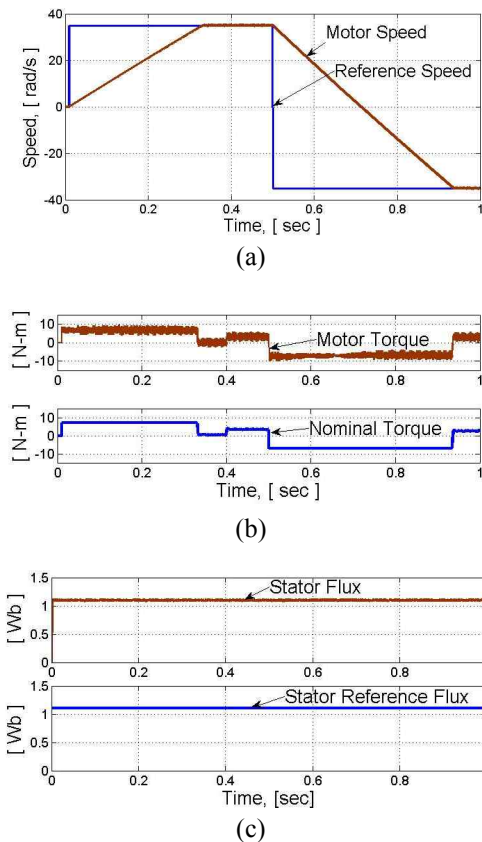 40
20
0
-20
-40
Speed, [ rad/s ]
Motor Speed
Reference Speed
0 0.2 0.4 0.6 0.8 1
Time, [ sec ]
(a)
10
0
-10
[ N-m ]
Motor Torque
0 0.2 0.4 0.6 0.8 1
10
0
-10
[ N-m ]
Nominal Torque
0 0.2 0.4 0.6 0.8 1
Time, [ sec ]
(b)
1.5
1
0.5
0
[ Wb ]
Stator Flux
0 0.2 0.4 0.6 0.8
1.5
1
0.5
0
[ Wb ]
Stator Reference Flux
0 0.2 0.4 0.6 0.8
Time, [sec]
(c)